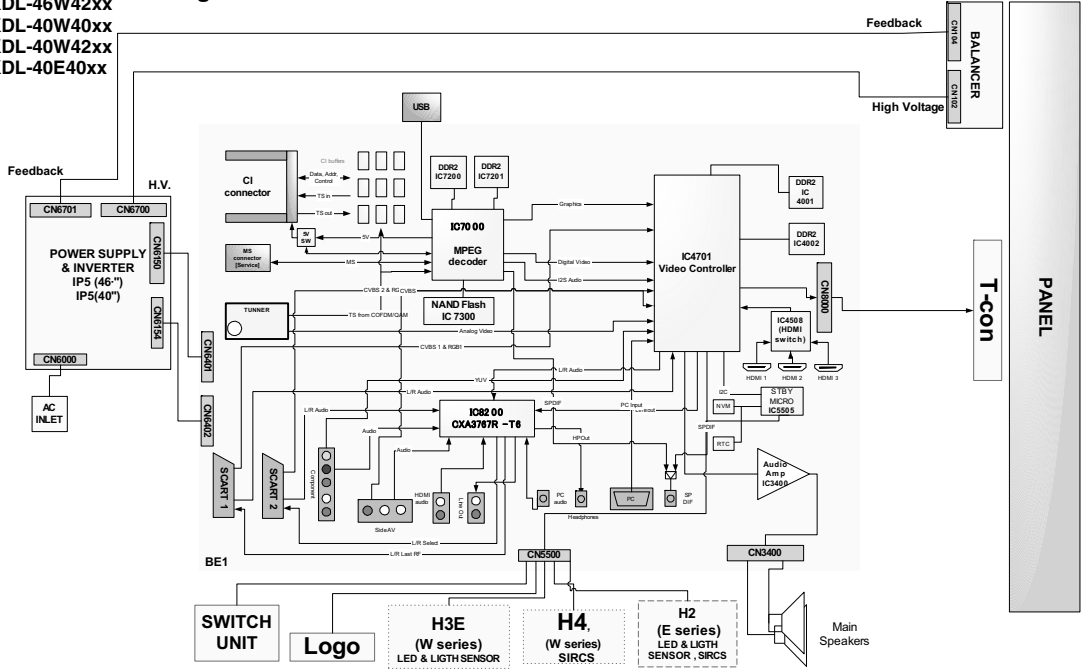 KDL-46W42xx
KDL-40W40xx
KDL-40W42xx
KDL-40E40xx
Feedback
CN104
CN102
BALANCER
High Voltage
PANEL
T-con
Feedback
H.V.
CN6701
CN6700
CN6150
CN6154
POWER SUPPLY
& INVERTER
IP5 (46")
IP5(40")
CN6000
AC
INLET
CN6401
CN6402
USB
CI
connector
CI buffes
Data, Addr,
Control
TS in
TS out
5V
SW
5V
MS
connector
[Service]
MS
DDR2
IC7200
DDR2
IC7201
IC7000
MPEG
decoder
NAND Flash
IC 7300
TUNNER
CVBS 2 & RG
CVBS
TS from COFDM/QAM
Analog Video
CVBS 1 & RGB1
Graphics
Digital Video
I2S Audio
IC4701
Video Controller
DDR2
IC
4001
DDR2
IC4002
CN8000
IC4508
(HDMI
switch)
HDMI 1
HDMI 2
HDMI 3
I2C
NVM
RTC
STBY
MICRO
IC5505
L/R Audio
YUV
L/R Audio
L/R Audio
Audio
Audio
IC8200
CXA3767R -T6
SPDIF
PC Input
HPOut
SPDIF
SCART 1
SCART 2
Component
SideAV
HDMI
audio
Line Out
PC
audio
Headphones
PC
SP
DIF
Audio
Amp
IC3400
L/R Select
L/R Last RF
BE1
CN5500
CN3400
SWITCH
UNIT
Logo
H3E
(W series)
LED & LIGTH SENSOR
H4,
(W series)
SIRCS
H2
(E series)
LED & LIGTH
SENSOR , SIRCS
Main
Speakers